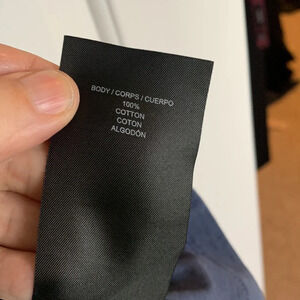 BODY / CORPS / CUERPO
100%
COTTON
COTON
ALGODÓN